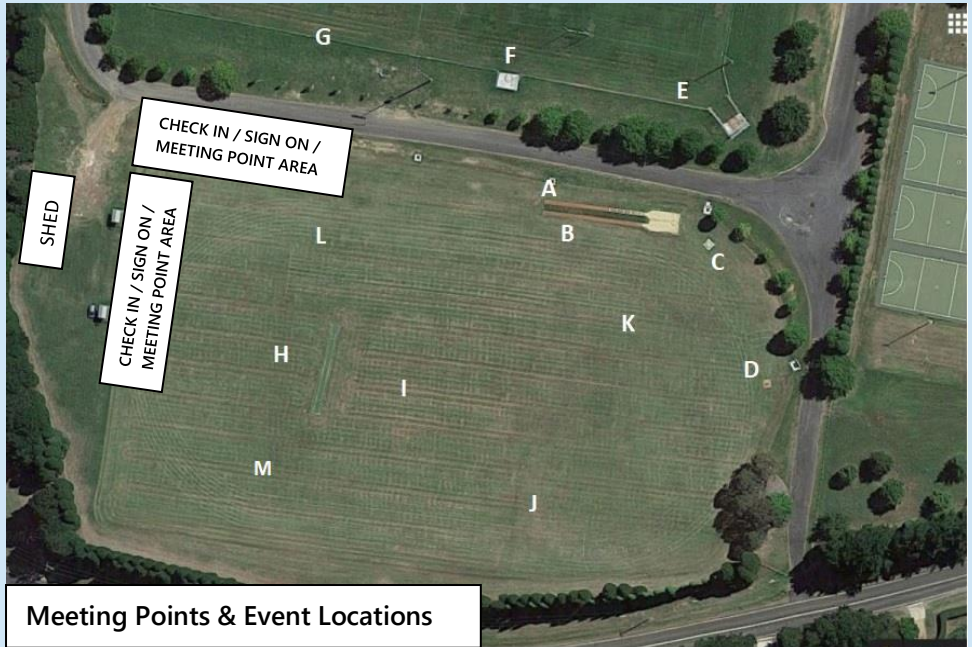 G
F
E
CHECK IN / SIGN ON /
MEETING POINT AREA
SHED
CHECK IN / SIGN ON /
MEETING POINT AREA
A
B
L
C
K
H
I
D
M
J
Meeting Points & Event Locations